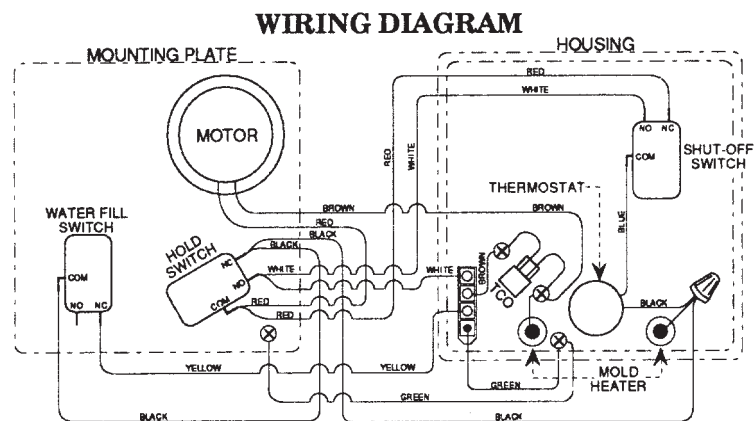 WIRING DIAGRAM
MOUNTING PLATE
HOUSING
RED
WHITE
MOTOR
RED
WHITE
NO NC
COM
SHUT-OFF
SWITCH
THERMOSTAT
BROWN
BROWN
RED
BLACK
BLACK
BLUE
WATER FILL
SWITCH
HOLD
SWITCH
NC
NO
COM
WHITE
WHITE
BROWN
TCO
COM
NO NC
RED
RED
BLACK
YELLOW
YELLOW
MOLD
HEATER
GREEN
GREEN
BLACK
BLACK